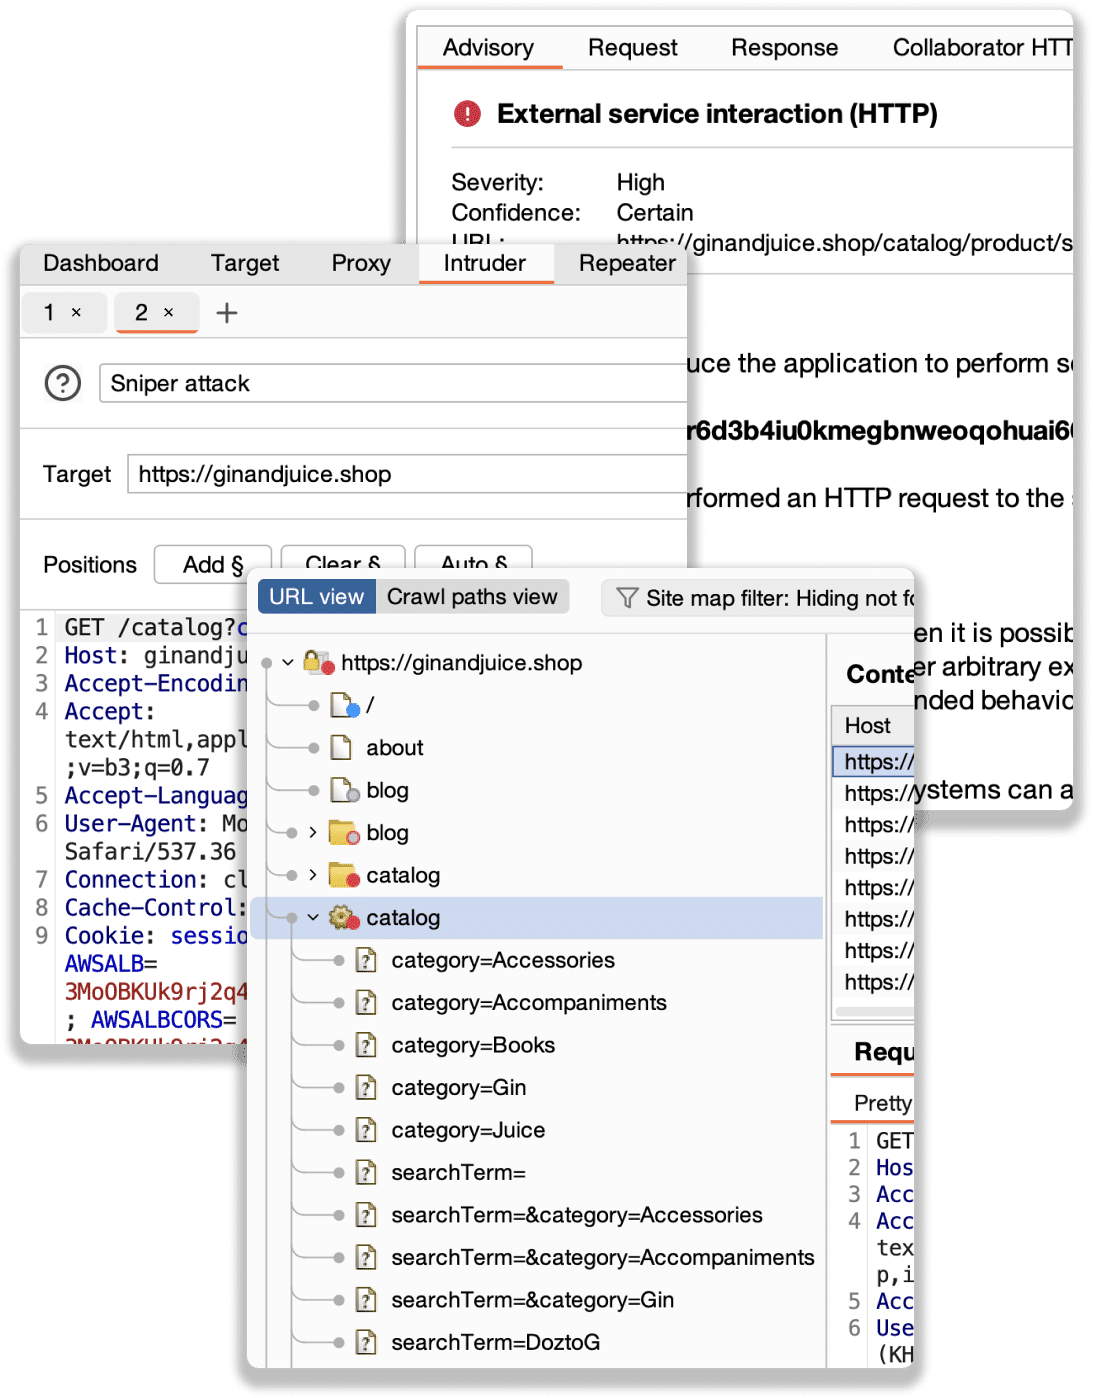 Advisory Request Response Collaborator HTT
External service interaction (HTTP)
Severity: High
Confidence: Certain
URL: https://ginandjuice.shop/catalog/product/s
uce the application to perform
r6d3b4iu0kmegbnweoqohuai6
rformed an HTTP request to the
en it is possib
er arbitrary ex
nded behavio
ystems can a
Dashboard Target Proxy Intruder Repeater
1 × 2 × +
Sniper attack
Target https://ginandjuice.shop
Positions Add § Clear § Auto §
1 GET /catalog?c
2 Host: ginandju
3 Accept-Encodin
4 Accept:
text/html,appl
;v=b3;q=0.7
5 Accept-Languag
6 User-Agent: Mo
Safari/537.36
7 Connection: cl
8 Cache-Control:
9 Cookie: sessio
AWSALB=
3MoOBKUk9rj2q4
; AWSALBCORS=
3MoOBKUk9rj2q4
URL view Crawl paths view Site map filter: Hiding not fo
https://ginandjuice.shop
/
about
blog
blog
catalog
catalog
category=Accessories
category=Accompaniments
category=Books
category=Gin
category=Juice
searchTerm=
searchTerm=&category=Accessories
searchTerm=&category=Accompaniments
searchTerm=&category=Gin
searchTerm=DoztoG
Conte
Host
https://
https://
https://
https://
https://
https://
https://
https://
Requ
Pretty
1 GET
2 Hos
3 Acc
4 Acc
tex
p,i
5 Acc
6 Use
(KH